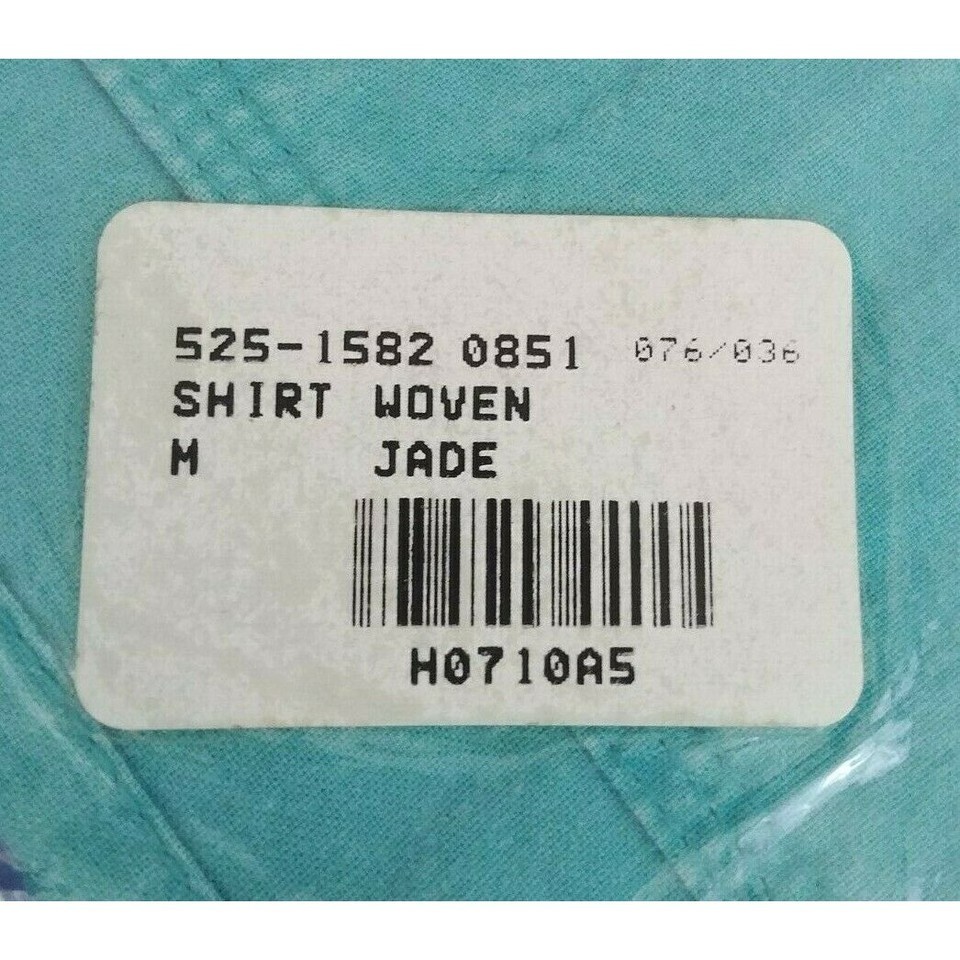 525-1582 0851 076/036
SHIRT WOVEN
M JADE
H0710A5